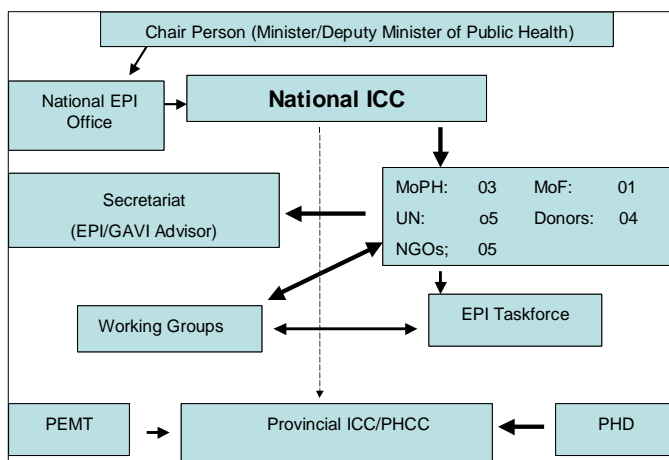 Chair Person (Minister/Deputy Minister of Public Health)
National EPI
Office
National ICC
MoPH: 03 MoF: 01
UN: o5 Donors: 04
NGOs; 05
Secretariat
(EPI/GAVI Advisor)
Working Groups
EPI Taskforce
PEMT
Provincial ICC/PHCC
PHD